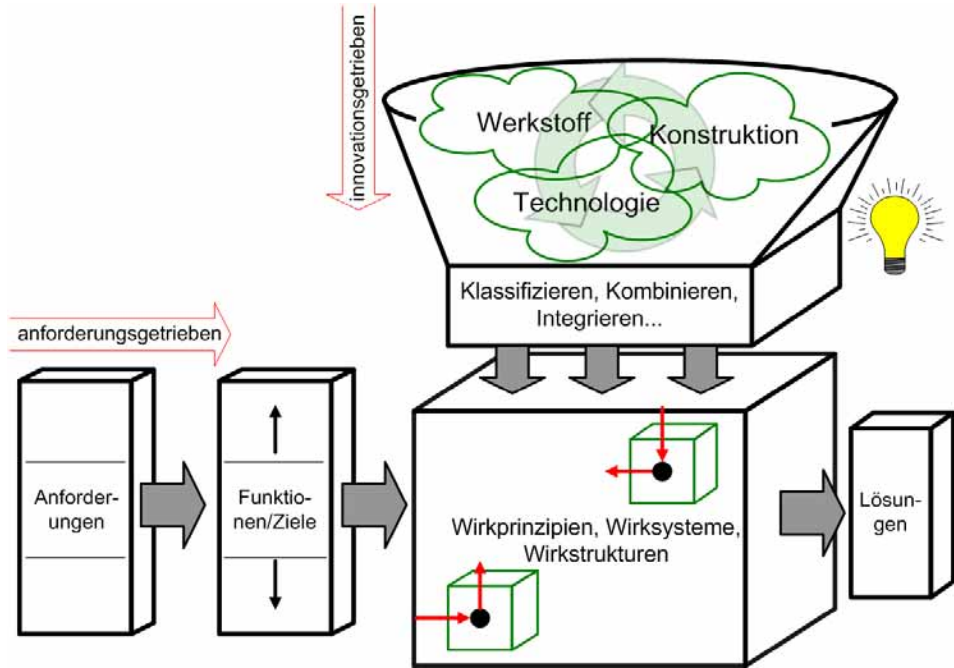 innovationsgetrieben
Werkstoff
Konstruktion
Technologie
Klassifizieren, Kombinieren,
Integrieren...
anforderungsgetrieben
Anforder-
ungen
Funktio-
nen/Ziele
Wirkprinzipien, Wirksysteme,
Wirkstrukturen
Lösun-
gen